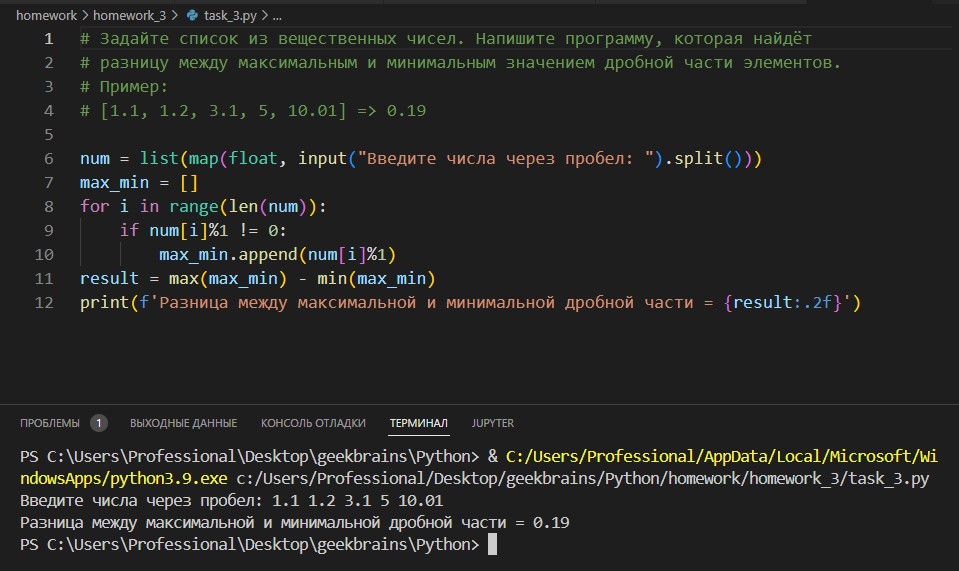 homework > homework_3 > task_3.py > ...
1 # Задайте список из вещественных чисел. Напишите программу, которая найдёт
2 # разницу между максимальным и минимальным значением дробной части элементов.
3 # Пример:
4 # [1.1, 1.2, 3.1, 5, 10.01] => 0.19
5
6 num = list(map(float, input("Введите числа через пробел: ").split()))
7 max_min = []
8 for i in range(len(num)):
9     if num[i]%1 != 0:
10         max_min.append(num[i]%1)
11 result = max(max_min) - min(max_min)
12 print(f'Разница между максимальной и минимальной дробной части = {result:.2f}')
ПРОБЛЕМЫ 1 ВЫХОДНЫЕ ДАННЫЕ КОНСОЛЬ ОТЛАДКИ ТЕРМИНАЛ JUPYTER
PS C:\Users\Professional\Desktop\geekbrains\Python> & C:/Users/Professional/AppData/Local/Microsoft/Wi
ndowsApps/python3.9.exe c:/Users/Professional/Desktop/geekbrains/Python/homework/homework_3/task_3.py
Введите числа через пробел: 1.1 1.2 3.1 5 10.01
Разница между максимальной и минимальной дробной части = 0.19
PS C:\Users\Professional\Desktop\geekbrains\Python>